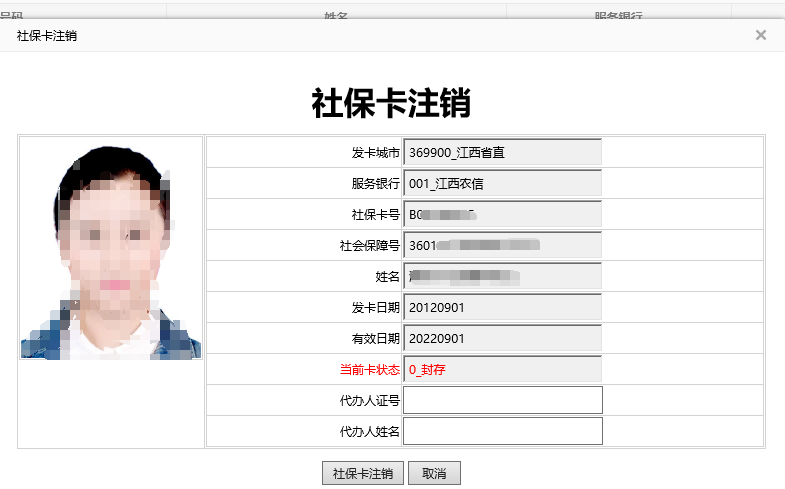 号码 姓名 服务银行
社保卡注销
社保卡注销
发卡城市 369900_江西省直
服务银行 001_江西农信
社保卡号 B0
社会保障号 3601
姓名
发卡日期 20120901
有效日期 20220901
当前卡状态 0_封存
代办人证号
代办人姓名
社保卡注销 取消